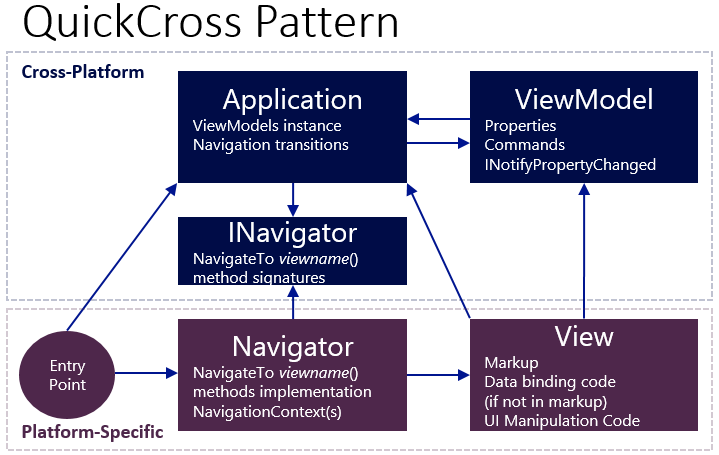 QuickCross Pattern
Cross-Platform
Application
ViewModels instance
Navigation transitions
ViewModel
Properties
Commands
INotifyPropertyChanged
INavigator
NavigateTo viewname()
method signatures
Entry
Point
Navigator
NavigateTo viewname()
methods implementation
NavigationContext(s)
View
Markup
Data binding code
(if not in markup)
UI Manipulation Code
Platform-Specific